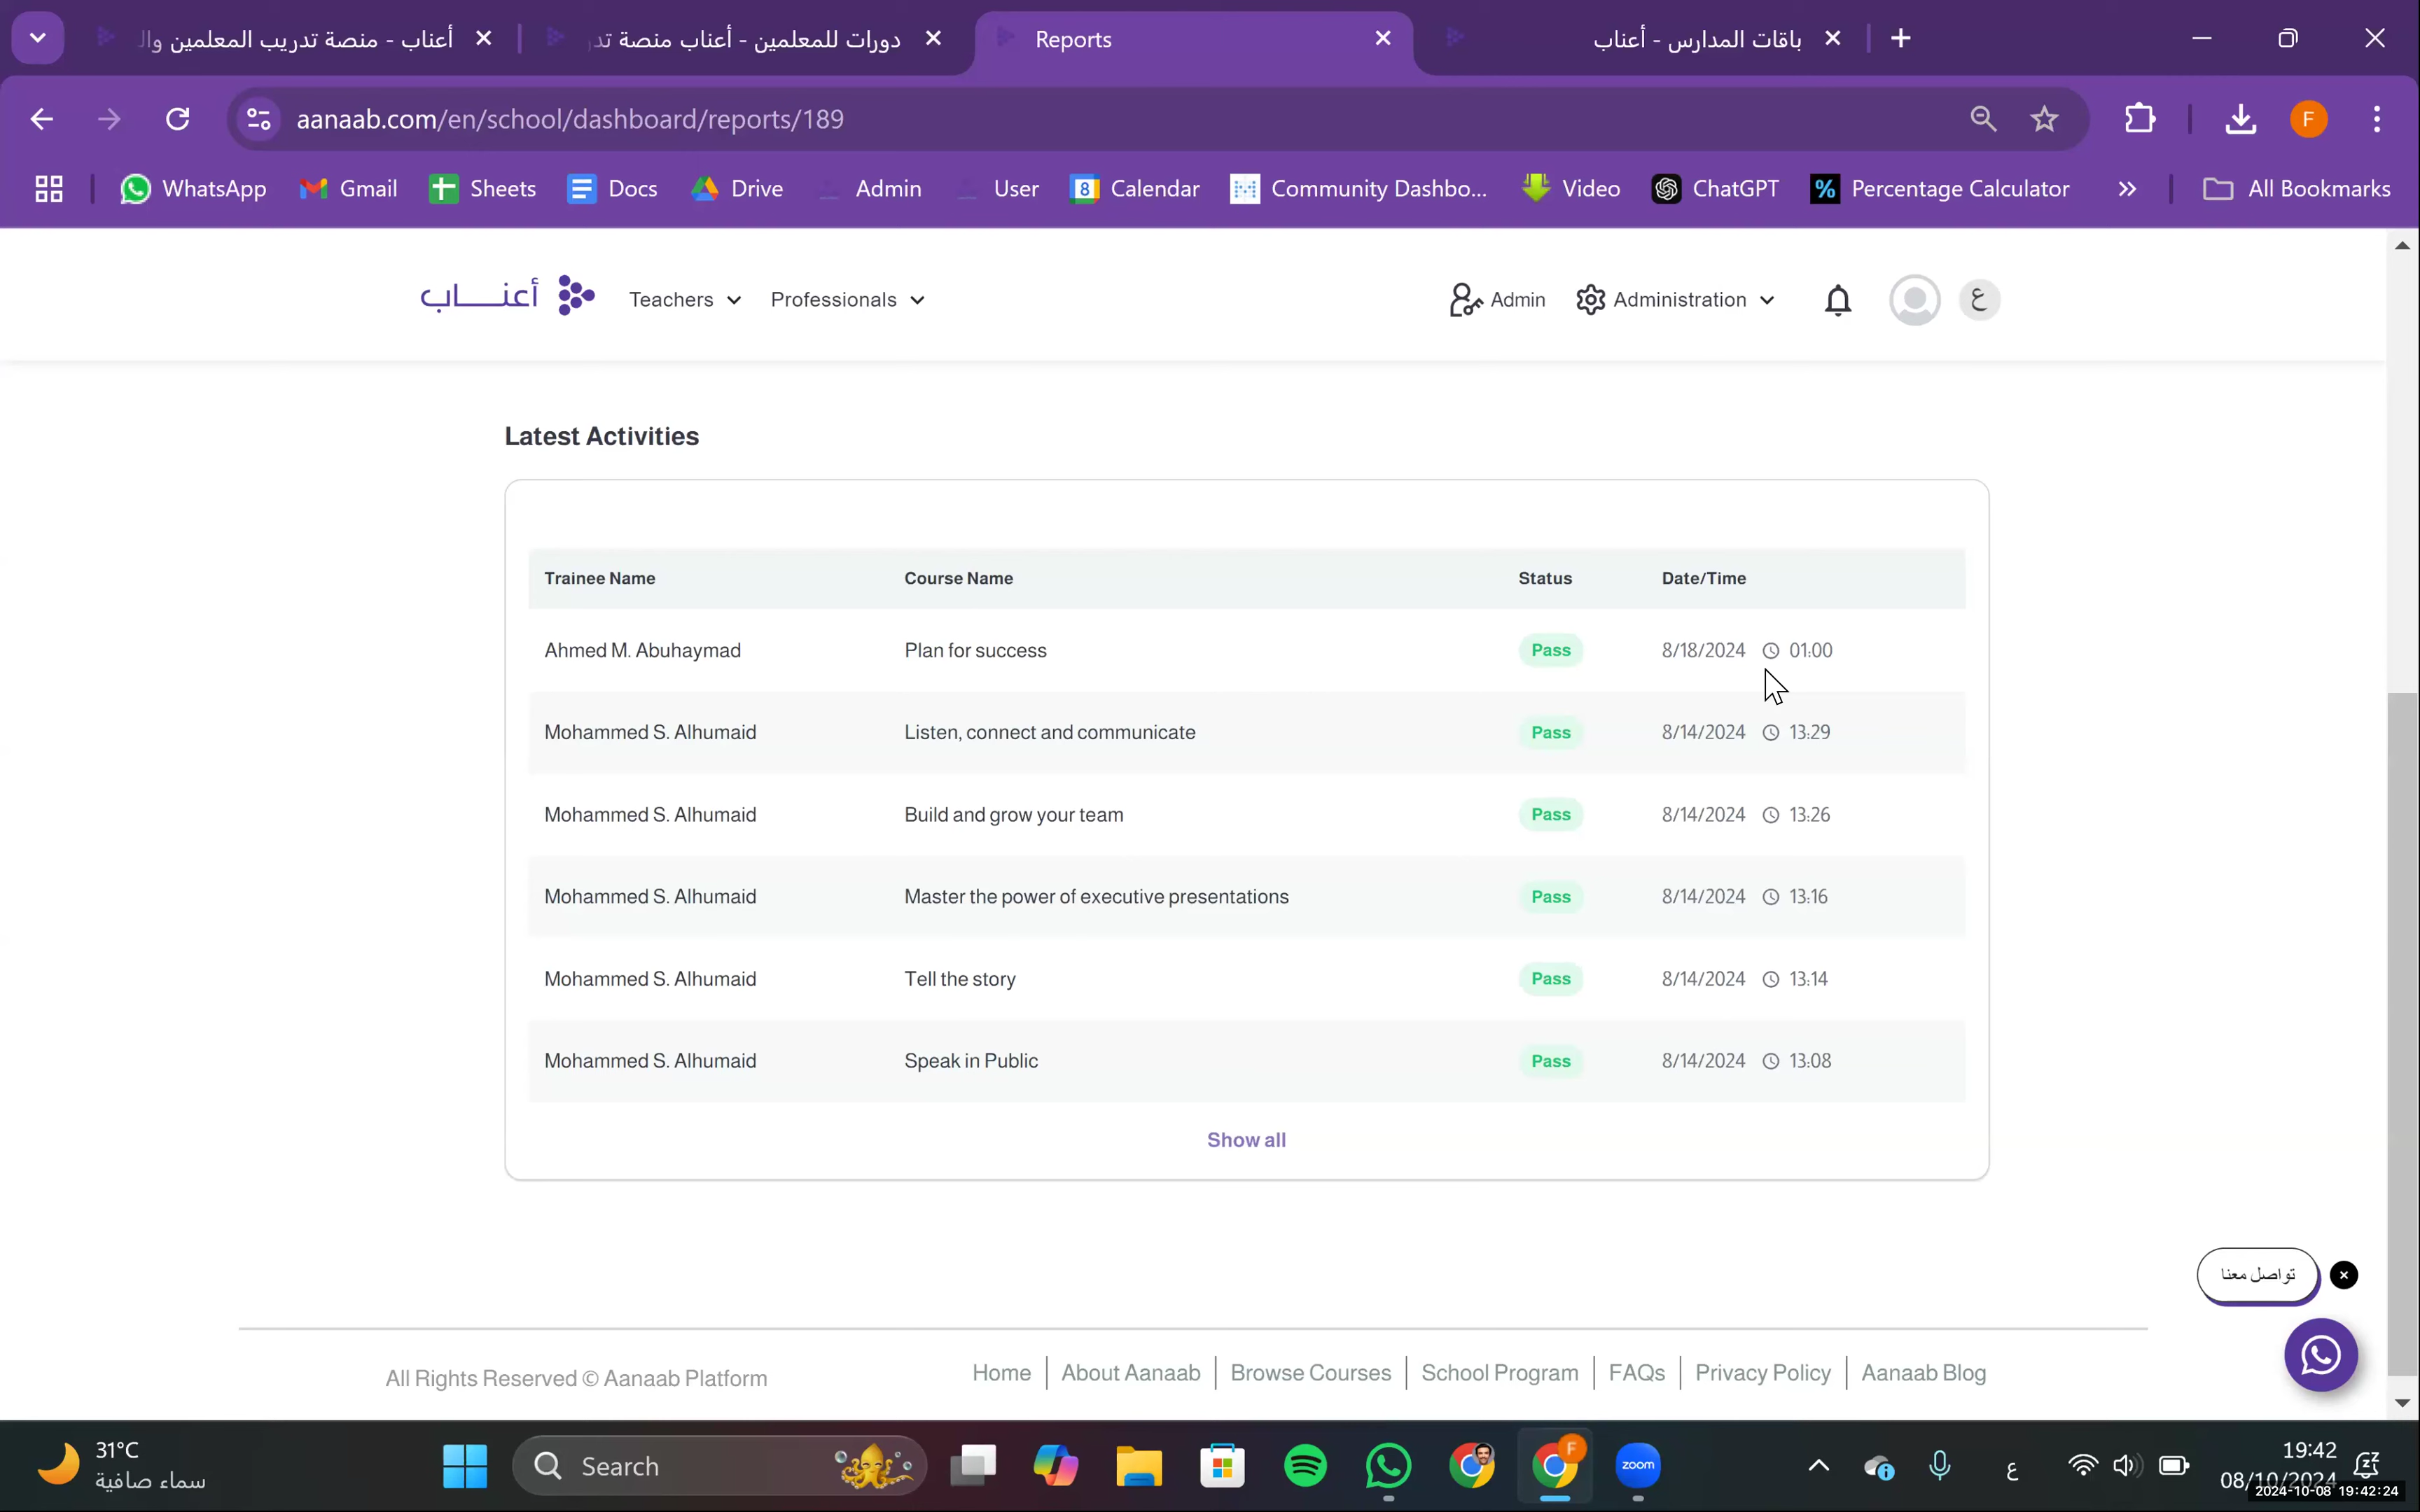 أعناب - منصة تدريب المعلمين وال
دورات للمعلمين - أعناب منصة تد
Reports
باقات المدارس - أعناب
aanaab.com/en/school/dashboard/reports/189
F
WhatsApp
Gmail
Sheets
Docs
Drive
Admin
User
8 Calendar
Community Dashbo...
Video
ChatGPT
% Percentage Calculator
All Bookmarks
أعناب
Teachers
Professionals
Admin
Administration
ع
Latest Activities
Trainee Name Course Name Status Date/Time
Ahmed M. Abuhaymad Plan for success Pass 8/18/2024 01:00
Mohammed S. Alhumaid Listen, connect and communicate Pass 8/14/2024 13:29
Mohammed S. Alhumaid Build and grow your team Pass 8/14/2024 13:26
Mohammed S. Alhumaid Master the power of executive presentations Pass 8/14/2024 13:16
Mohammed S. Alhumaid Tell the story Pass 8/14/2024 13:14
Mohammed S. Alhumaid Speak in Public Pass 8/14/2024 13:08
Show all
تواصل معنا
All Rights Reserved © Aanaab Platform
Home
About Aanaab
Browse Courses
School Program
FAQs
Privacy Policy
Aanaab Blog
31°C
سماء صافية
Search
F
zoom
ع
19:42
08/10/2024
2024-10-08 19:42:24